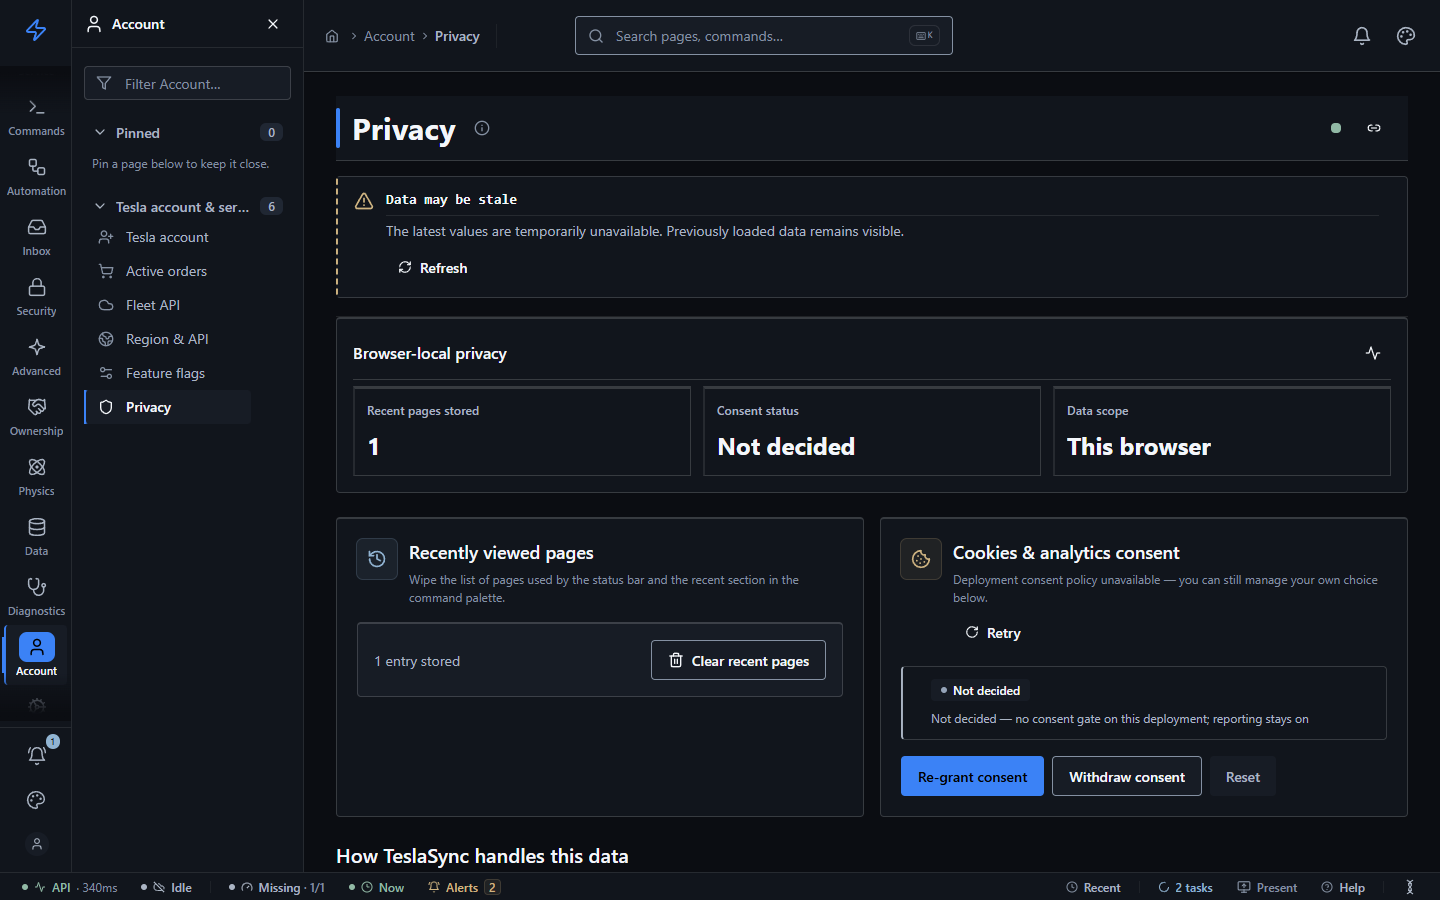 Account
Account
Privacy
Search pages, commands...
K
Filter Account...
Commands
Automation
Inbox
Security
Advanced
Ownership
Physics
Data
Diagnostics
Account
1
Pinned
0
Pin a page below to keep it close.
Tesla account & ser...
6
Tesla account
Active orders
Fleet API
Region & API
Feature flags
Privacy
Privacy
Data may be stale
The latest values are temporarily unavailable. Previously loaded data remains visible.
Refresh
Browser-local privacy
Recent pages stored
1
Consent status
Not decided
Data scope
This browser
Recently viewed pages
Wipe the list of pages used by the status bar and the recent section in the
command palette.
1 entry stored
Clear recent pages
Cookies & analytics consent
Deployment consent policy unavailable — you can still manage your own choice
below.
Retry
Not decided
Not decided — no consent gate on this deployment; reporting stays on
Re-grant consent
Withdraw consent
Reset
How TeslaSync handles this data
API · 340ms
Idle
Missing · 1/1
Now
Alerts 2
Recent
2 tasks
Present
Help